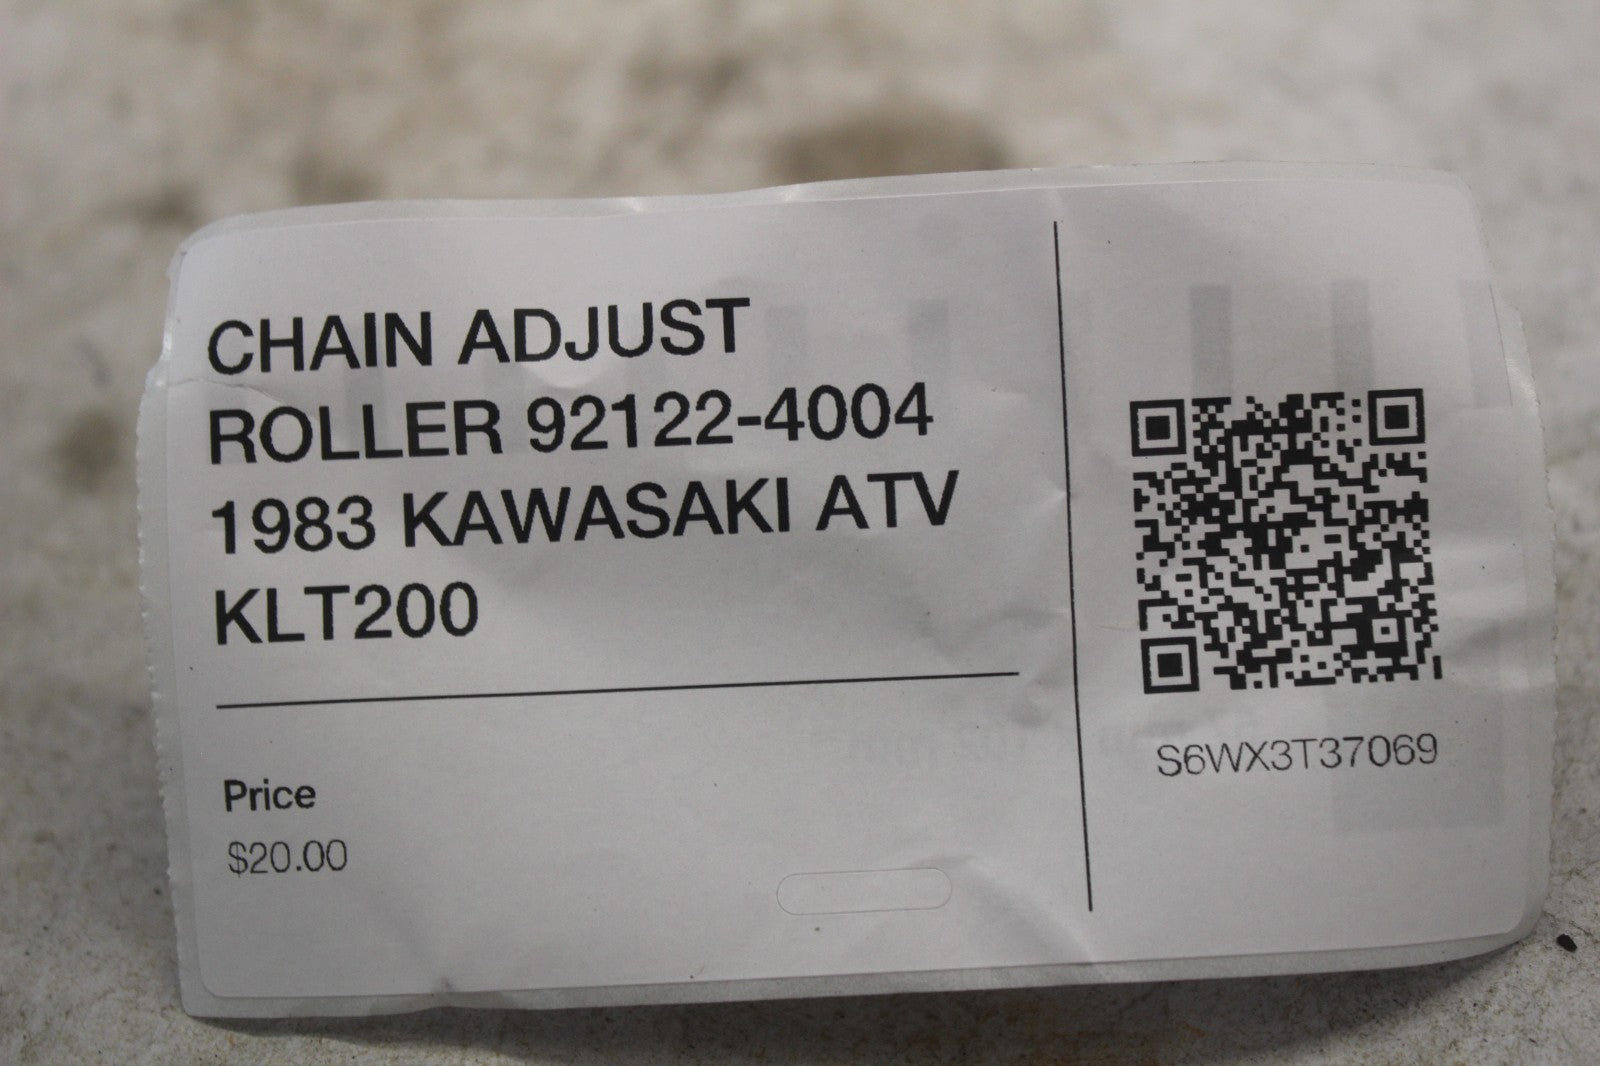 CHAIN ADJUST
ROLLER 92122-4004
1983 KAWASAKI ATV
KLT200
Price
$20.00
S6WX3T37069